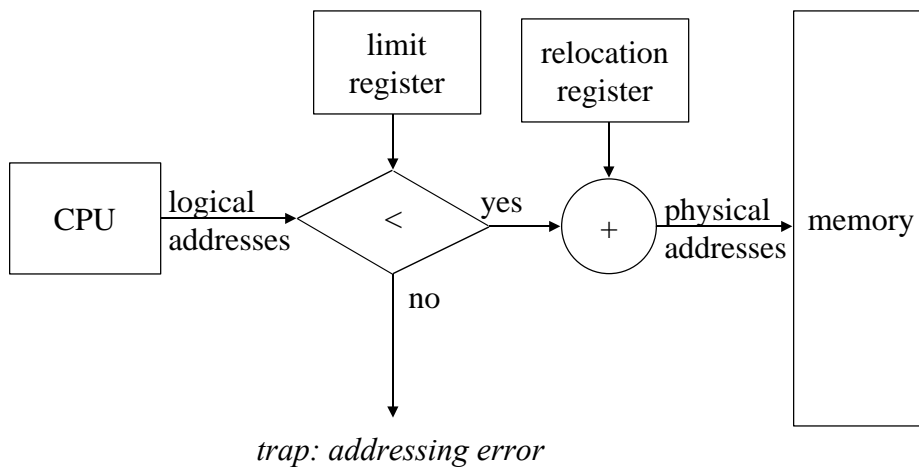 limit
register
relocation
register
CPU
logical
addresses
<
yes
+
physical
addresses
memory
no
trap: addressing error